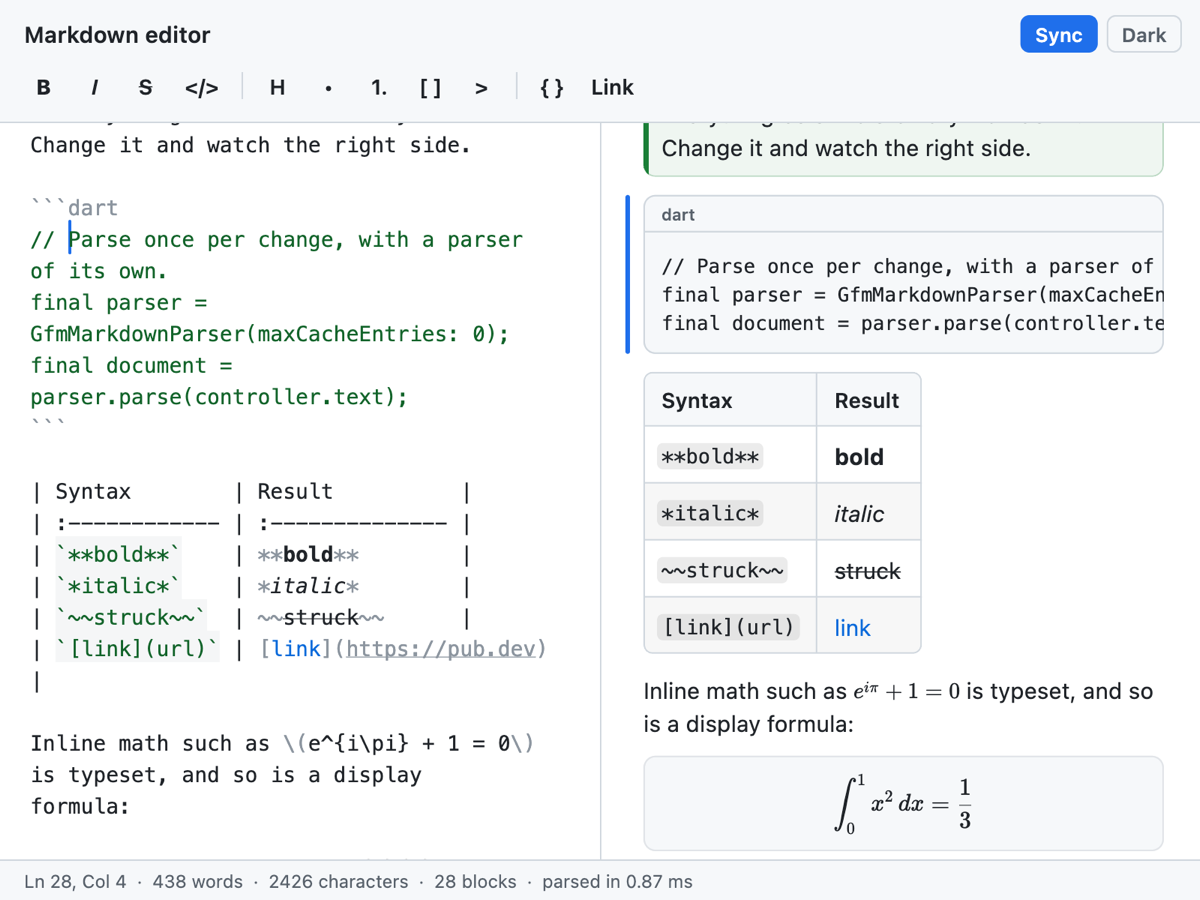 Markdown editor
Sync
Dark
B I S </> H • 1. [ ] > { } Link
Change it and watch the right side.
```dart
// Parse once per change, with a parser
of its own.
final parser =
GfmMarkdownParser(maxCacheEntries: 0);
final document =
parser.parse(controller.text);
```
| Syntax | Result |
| :------------ | :-------------- |
| `**bold**` | **bold** |
| `*italic*` | *italic* |
| `~~struck~~` | ~~struck~~ |
| `[link](url)` | [link](https://pub.dev)
|
Inline math such as \(e^{i\pi} + 1 = 0\)
is typeset, and so is a display
formula:
Change it and watch the right side.
dart
// Parse once per change, with a parser of
final parser = GfmMarkdownParser(maxCacheEn
final document = parser.parse(controller.te
Syntax Result
**bold** bold
*italic* italic
~~struck~~ struck
[link](url) link
Inline math such as e^{iπ} + 1 = 0 is typeset, and so
is a display formula:
∫₀¹ x² dx = 1/3
Ln 28, Col 4 · 438 words · 2426 characters · 28 blocks · parsed in 0.87 ms